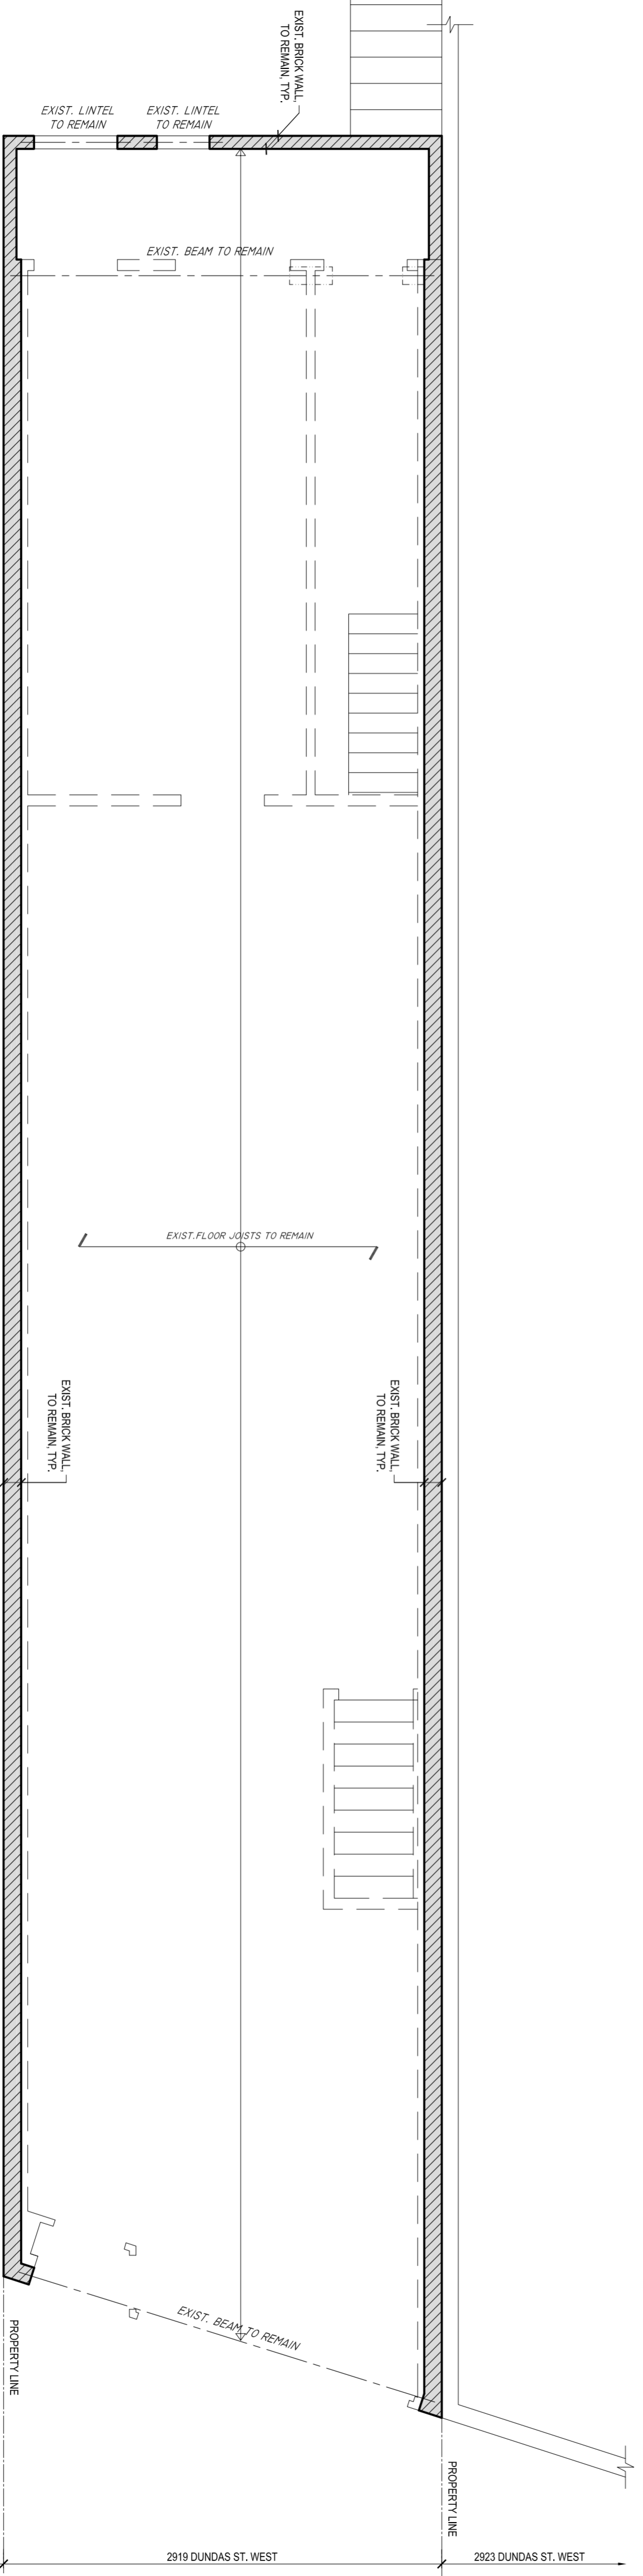 EXIST. BRICK WALL,
TO REMAIN, TYP.
EXIST. LINTEL
TO REMAIN
EXIST. LINTEL
TO REMAIN
EXIST. BEAM TO REMAIN
EXIST.FLOOR JOISTS TO REMAIN
EXIST. BRICK WALL,
TO REMAIN, TYP.
EXIST. BRICK WALL,
TO REMAIN, TYP.
EXIST. BEAM TO REMAIN
PROPERTY LINE
PROPERTY LINE
2919 DUNDAS ST. WEST
2923 DUNDAS ST. WEST